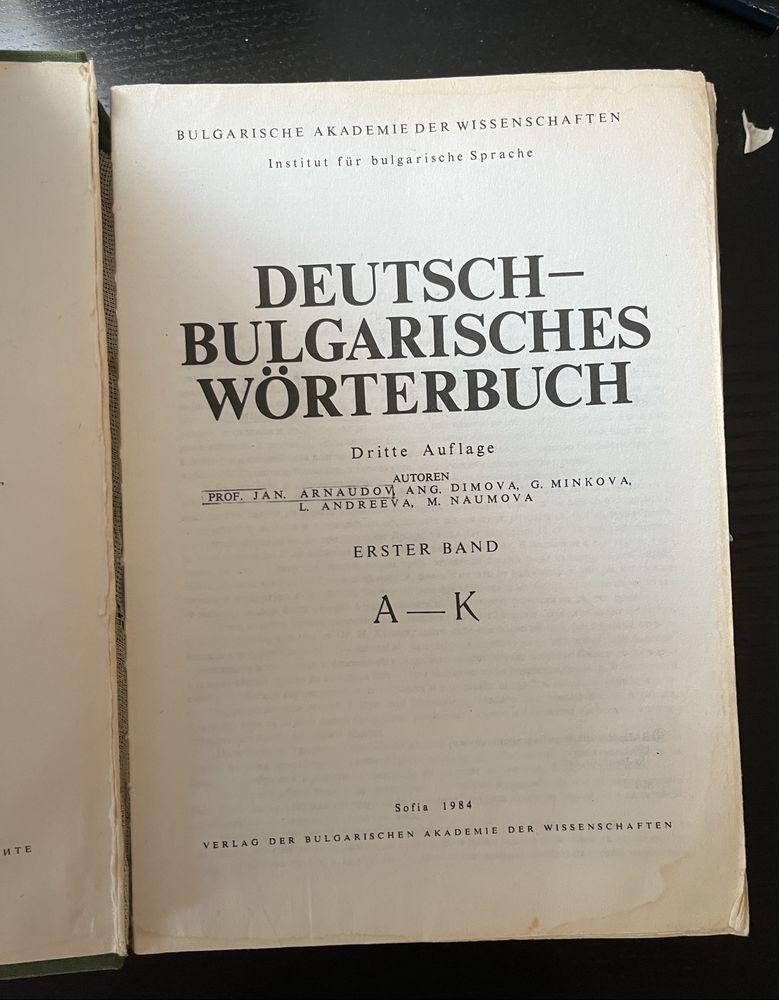 BULGARISCHE AKADEMIE DER WISSENSCHAFTEN
Institut für bulgarische Sprache
DEUTSCH—
BULGARISCHES
WÖRTERBUCH
Dritte Auflage
AUTOREN
PROF. JAN. ARNAUDOV, ANG. DIMOVA, G. MINKOVA,
L. ANDREEVA, M. NAUMOVA
ERSTER BAND
A—K
Sofia 1984
VERLAG DER BULGARISCHEN AKADEMIE DER WISSENSCHAFTEN